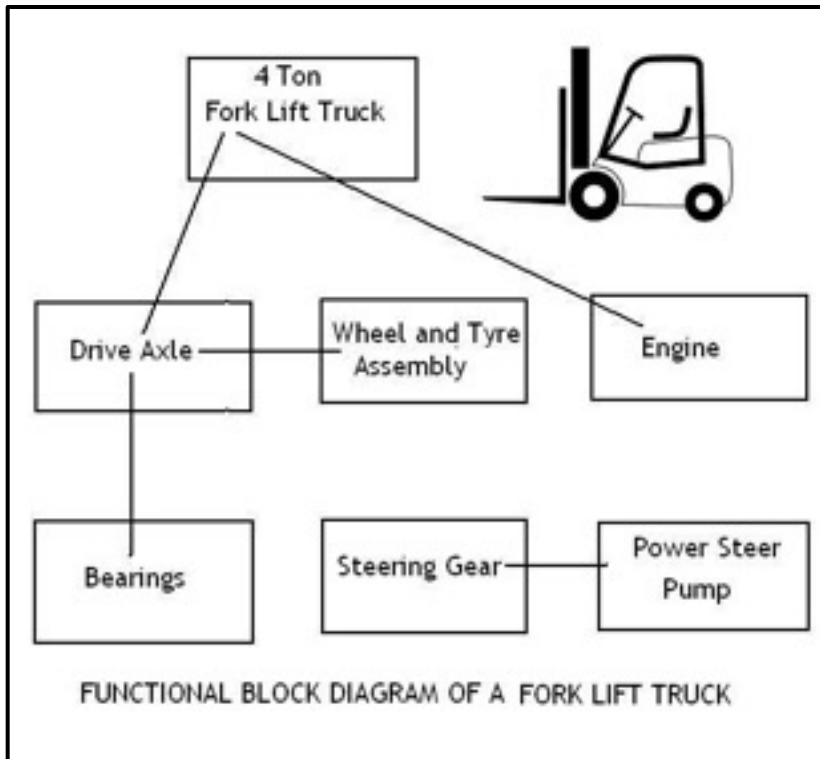 4 Ton
Fork Lift Truck
Drive Axle
Wheel and Tyre
Assembly
Engine
Bearings
Steering Gear
Power Steer
Pump
FUNCTIONAL BLOCK DIAGRAM OF A FORK LIFT TRUCK